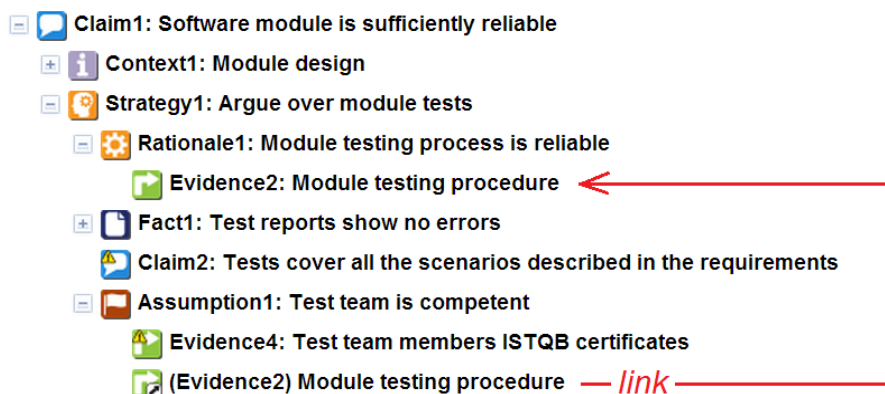 Claim1: Software module is sufficiently reliable
Context1: Module design
Strategy1: Argue over module tests
Rationale1: Module testing process is reliable
Evidence2: Module testing procedure
Fact1: Test reports show no errors
Claim2: Tests cover all the scenarios described in the requirements
Assumption1: Test team is competent
Evidence4: Test team members ISTQB certificates
(Evidence2) Module testing procedure link